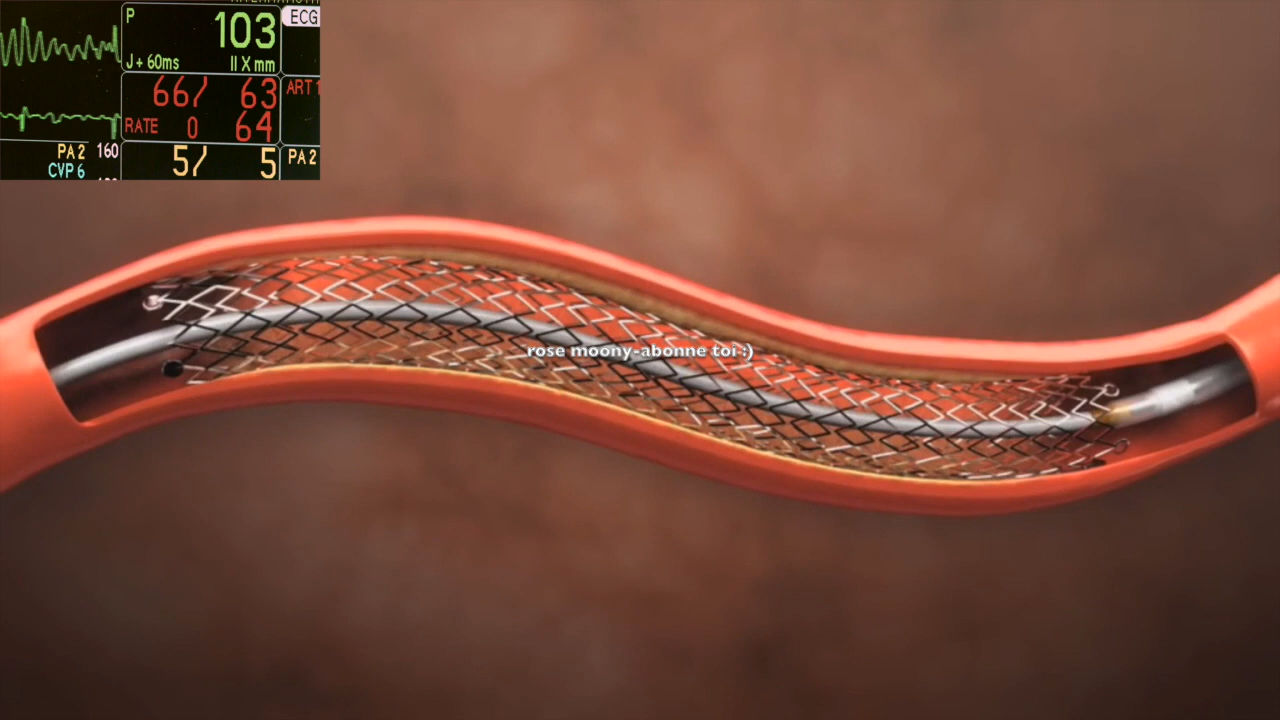 P
103
ECG
J + 60ms
II X mm
66/ 63
ART 1
RATE 0 64
PA 2 160
5/ 5
PA 2
CVP 6
rose moony-abonne toi :)